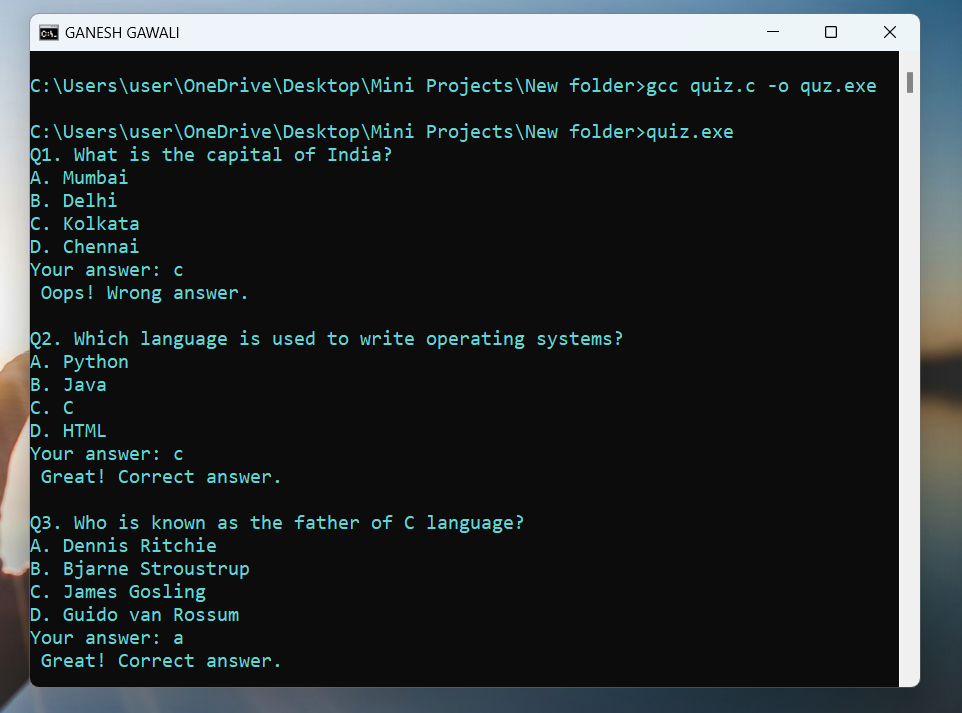 GANESH GAWALI
C:\Users\user\OneDrive\Desktop\Mini Projects\New folder>gcc quiz.c -o quz.exe
C:\Users\user\OneDrive\Desktop\Mini Projects\New folder>quiz.exe
Q1. What is the capital of India?
A. Mumbai
B. Delhi
C. Kolkata
D. Chennai
Your answer: c
Oops! Wrong answer.
Q2. Which language is used to write operating systems?
A. Python
B. Java
C. C
D. HTML
Your answer: c
Great! Correct answer.
Q3. Who is known as the father of C language?
A. Dennis Ritchie
B. Bjarne Stroustrup
C. James Gosling
D. Guido van Rossum
Your answer: a
Great! Correct answer.